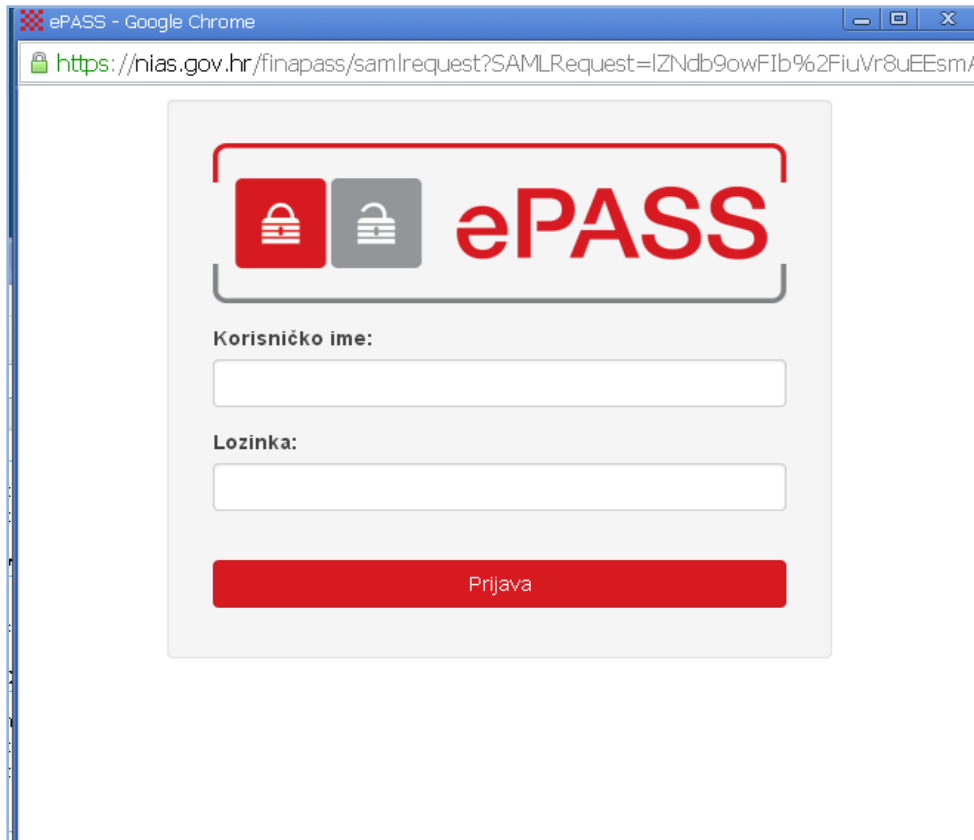 ePASS - Google Chrome
https://nias.gov.hr/finapass/samlrequest?SAMLRequest=lZNdb9owFIb%2FiuVr8uEEsmA
ePASS
Korisničko ime:
Lozinka:
Prijava